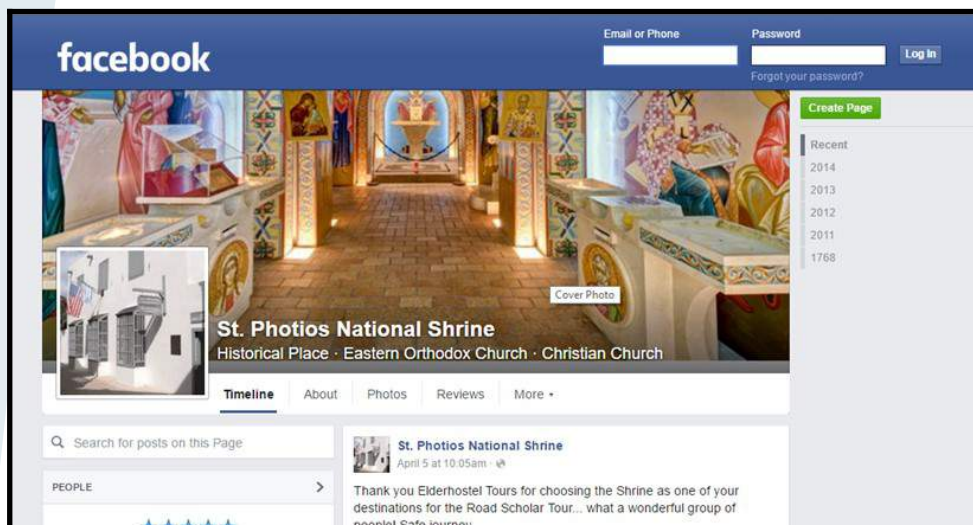 facebook
Email or Phone
Password
Log In
Forgot your password?
Create Page
Recent
2014
2013
2012
2011
1768
Cover Photo
St. Photios National Shrine
Historical Place · Eastern Orthodox Church · Christian Church
Timeline
About
Photos
Reviews
More
Search for posts on this Page
PEOPLE
St. Photios National Shrine
April 5 at 10:05am ·
Thank you Elderhostel Tours for choosing the Shrine as one of your
destinations for the Road Scholar Tour... what a wonderful group of
people! Safe journey